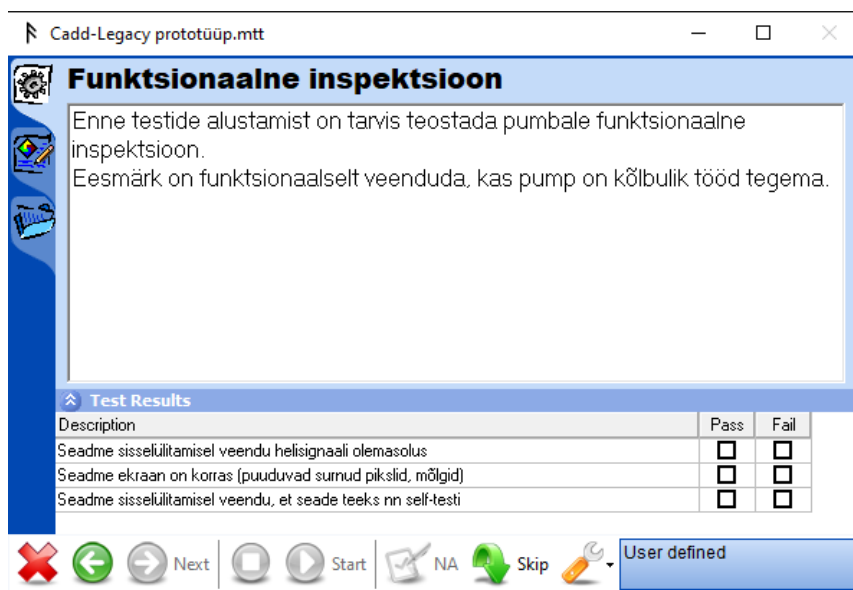 Cadd-Legacy prototüüp.mtt
Funktsionaalne inspektsioon
Enne testide alustamist on tarvis teostada pumbale funktsionaalne
inspektsioon.
Eesmärk on funktsionaalselt veenduda, kas pump on kõlbulik tööd tegema.
Test Results
Description Pass Fail
Seadme sisselülitamisel veendu helisignaali olemasolus
Seadme ekraan on korras (puuduvad surnud pikslid, mõlgid)
Seadme sisselülitamisel veendu, et seade teeks nn self-testi
Next Start NA Skip User defined